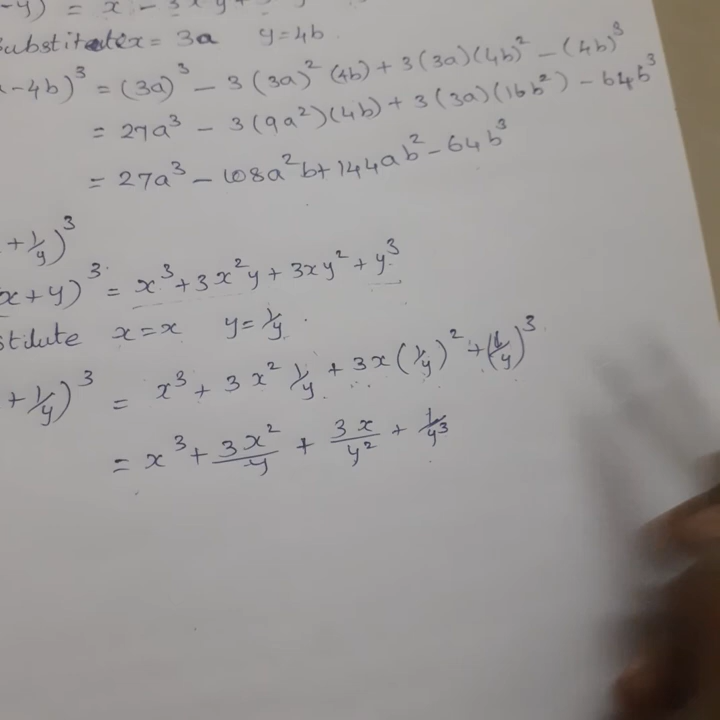 -y) = x - 3xy
Substitute x = 3a y = 4b
- 4b)³ = (3a)³ - 3(3a)²(4b) + 3(3a)(4b)² - (4b)³
= 27a³ - 3(9a²)(4b) + 3(3a)(16b²) - 64b³
= 27a³ - 108a²b + 144ab² - 64b³
+ 1/y)³
x + y)³ = x³ + 3x²y + 3xy² + y³
stitute x = x y = 1/y
+ 1/y)³ = x³ + 3x² 1/y + 3x(1/y)² + (1/y)³
= x³ + 3x²/y + 3x/y² + 1/y³